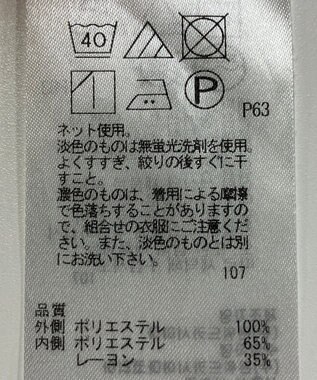 40
P
P63
ネット使用。
淡色のものは無蛍光洗剤を使用。
よくすすぎ、絞りの後すぐに干
すこと。
濃色のものは、着用による摩擦
で色落ちすることがありますの
で、組合せの衣服にご注意くだ
さい。また、淡色のものとは別
にお洗い下さい。
107
品質
外側 ポリエステル 100%
内側 ポリエステル 65%
レーヨン 35%